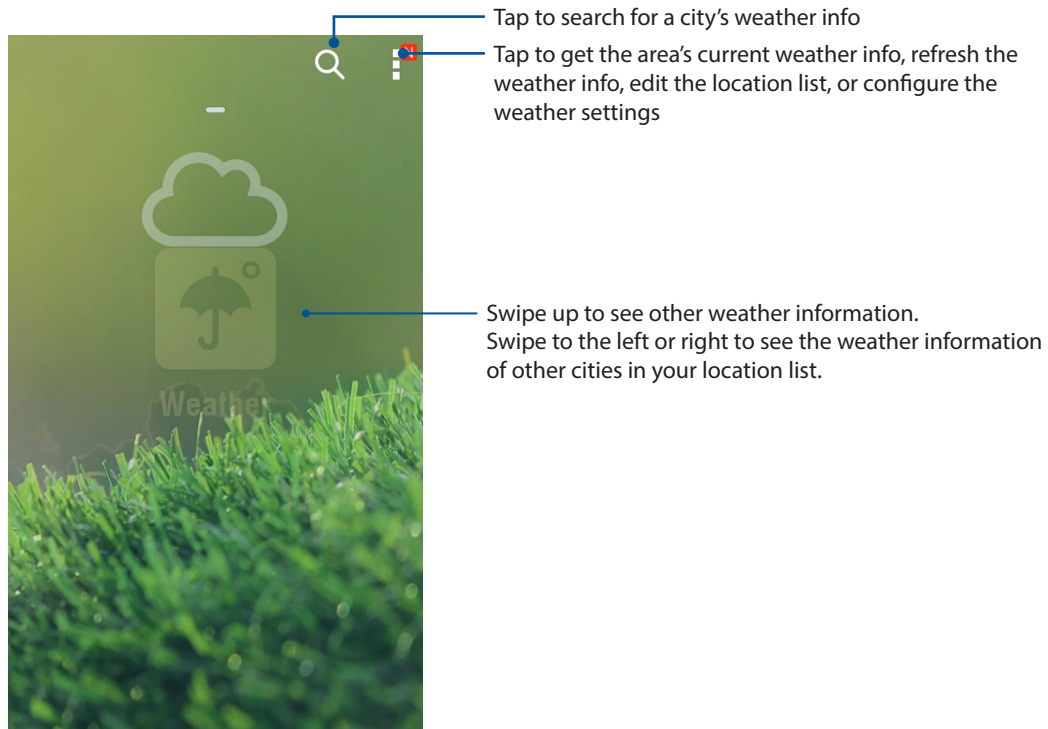 Tap to search for a city’s weather info
Tap to get the area’s current weather info, refresh the
weather info, edit the location list, or configure the
weather settings
Swipe up to see other weather information.
Swipe to the left or right to see the weather information
of other cities in your location list.
Weather